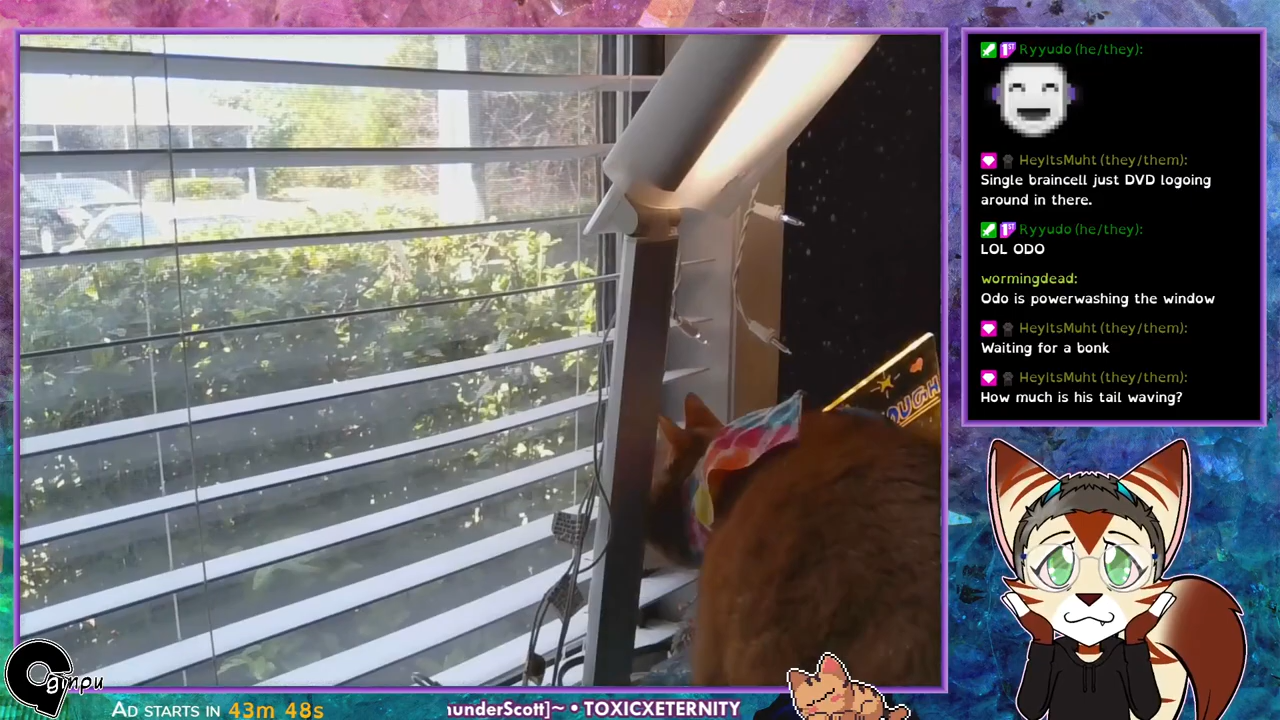 Ryyudo (he/they):
HeyItsMuht (they/them):
Single braincell just DVD logoing
around in there.
Ryyudo (he/they):
LOL ODO
wormingdead:
Odo is powerwashing the window
HeyItsMuht (they/them):
Waiting for a bonk
HeyItsMuht (they/them):
How much is his tail waving?
OUGH
ginpu
AD STARTS IN 43m 48s
underScott]~ • TOXICXETERNITY